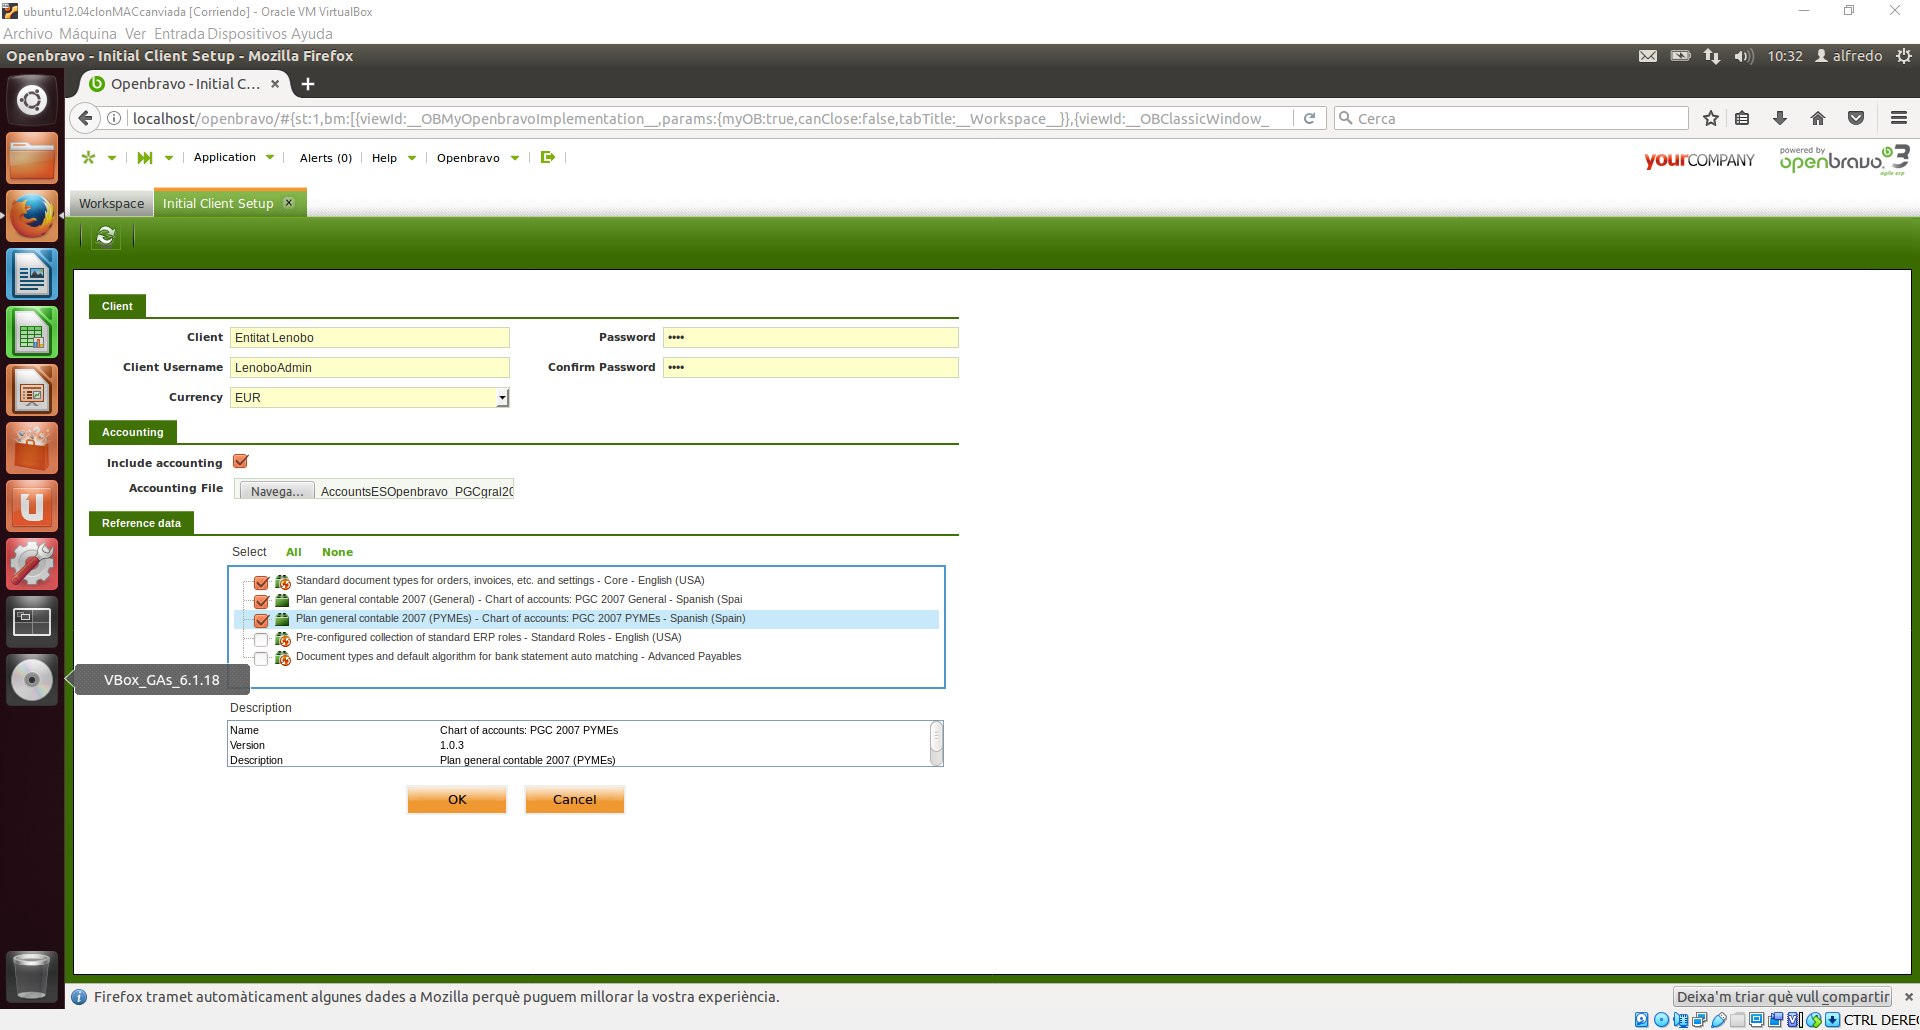 ubuntu12.04clonMACcanviada [Corriendo] - Oracle VM VirtualBox
Archivo Máquina Ver Entrada Dispositivos Ayuda
Openbravo - Initial Client Setup - Mozilla Firefox
10:32 alfredo
Openbravo - Initial C...
localhost/openbravo/#{st:1,bm:[{viewId:__OBMyOpenbravoImplementation__,params:{myOB:true,canClose:false,tabTitle:__Workspace__}},{viewId:__OBClassicWindow_
Cerca
Application Alerts (0) Help Openbravo
yourCOMPANY
powered by
openbravo 3
agile erp
Workspace Initial Client Setup
Client
Client Entitat Lenobo Password ••••
Client Username LenoboAdmin Confirm Password ••••
Currency EUR
Accounting
Include accounting
Accounting File Navega... AccountsESOpenbravo_PGCgral20
Reference data
Select All None
Standard document types for orders, invoices, etc. and settings - Core - English (USA)
Plan general contable 2007 (General) - Chart of accounts: PGC 2007 General - Spanish (Spai
Plan general contable 2007 (PYMEs) - Chart of accounts: PGC 2007 PYMEs - Spanish (Spain)
Pre-configured collection of standard ERP roles - Standard Roles - English (USA)
Document types and default algorithm for bank statement auto matching - Advanced Payables
VBox_GAs_6.1.18
Description
Name Chart of accounts: PGC 2007 PYMEs
Version 1.0.3
Description Plan general contable 2007 (PYMEs)
OK Cancel
Firefox tramet automàticament algunes dades a Mozilla perquè puguem millorar la vostra experiència.
Deixa'm triar què vull compartir
CTRL DEREC